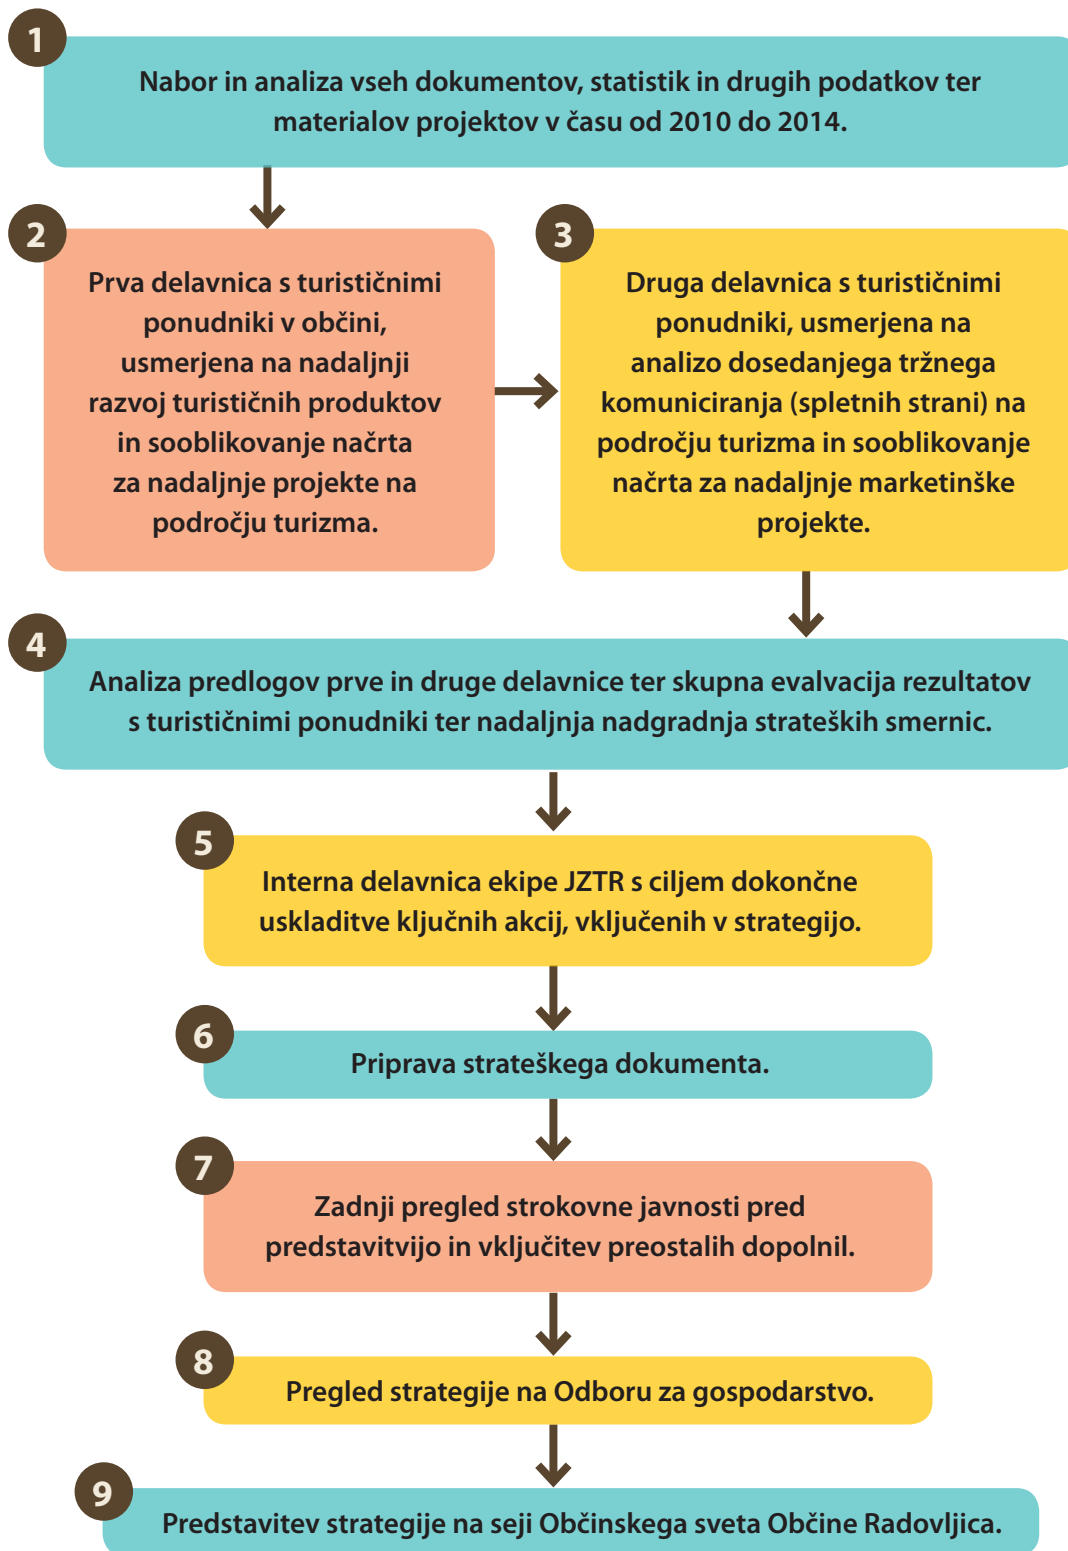 1
Nabor in analiza vseh dokumentov, statistik in drugih podatkov ter
materialov projektov v času od 2010 do 2014.
2
Prva delavnica s turističnimi
ponudniki v občini,
usmerjena na nadaljnji
razvoj turističnih produktov
in sooblikovanje načrta
za nadaljnje projekte na
področju turizma.
3
Druga delavnica s turističnimi
ponudniki, usmerjena na
analizo dosedanjega tržnega
komuniciranja (spletnih strani) na
področju turizma in sooblikovanje
načrta za nadaljnje marketinške
projekte.
4
Analiza predlogov prve in druge delavnice ter skupna evalvacija rezultatov
s turističnimi ponudniki ter nadaljnja nadgradnja strateških smernic.
5
Interna delavnica ekipe JZTR s ciljem dokončne
uskladitve ključnih akcij, vključenih v strategijo.
6
Priprava strateškega dokumenta.
7
Zadnji pregled strokovne javnosti pred
predstavitvijo in vključitev preostalih dopolnil.
8
Pregled strategije na Odboru za gospodarstvo.
9
Predstavitev strategije na seji Občinskega sveta Občine Radovljica.